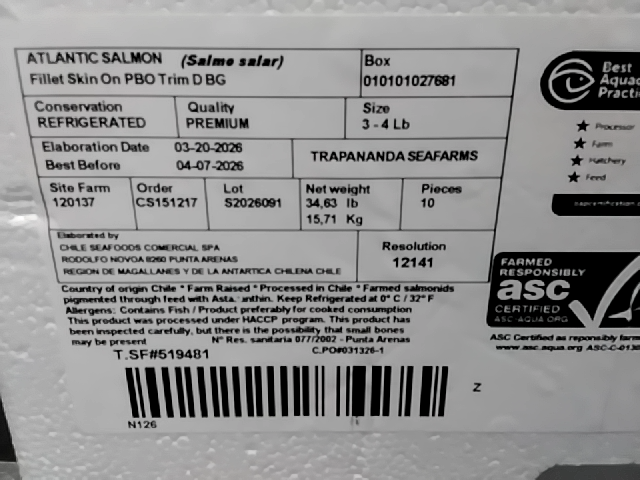 ATLANTIC SALMON (Salmo salar)
Fillet Skin On PBO Trim D BG
Box
010101027681
Conservation
REFRIGERATED
Quality
PREMIUM
Size
3 - 4 Lb
Elaboration Date 03-20-2026
Best Before 04-07-2026
TRAPANANDA SEAFARMS
Site Farm
120137
Order
CS151217
Lot
S2026091
Net weight
34,63 lb
15,71 Kg
Pieces
10
Elaborated by
CHILE SEAFOODS COMERCIAL SPA
RODOLFO NOVOA 8260 PUNTA ARENAS
REGION DE MAGALLANES Y DE LA ANTARTICA CHILENA CHILE
Resolution
12141
Country of origin Chile * Farm Raised * Processed in Chile * Farmed salmonids
pigmented through feed with Asta anthin. Keep Refrigerated at 0° C / 32° F
Allergens: Contains Fish / Product preferably for cooked consumption
This product was processed under HACCP program. This product has
been inspected carefully, but there is the possibility that small bones
may be present
N° Res. sanitaria 077/2002 - Punta Arenas
T.SF#519481
C.PO#031326-1
N126
Z
Best
Aquac
Practic
Processor
Farm
Hatchery
Feed
FARMED
RESPONSIBLY
asc
CERTIFIED
ASC-AQUA.ORG
ASC Certified as reponsibly farm
www.asc.aqua.org ASC-C-0130